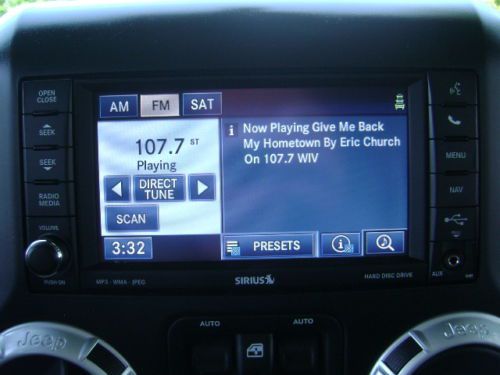 OPEN
CLOSE
SEEK
SEEK
RADIO
MEDIA
VOLUME
PUSH ON
AM
FM
SAT
107.7 ST
Playing
DIRECT
TUNE
SCAN
3:32
Now Playing Give Me Back
My Hometown By Eric Church
On 107.7 WIV
PRESETS
MENU
NAV
AUX
MP3 · WMA · JPEG
SIRIUS
HARD DISC DRIVE
AUTO
AUTO
Jeep
Jeep